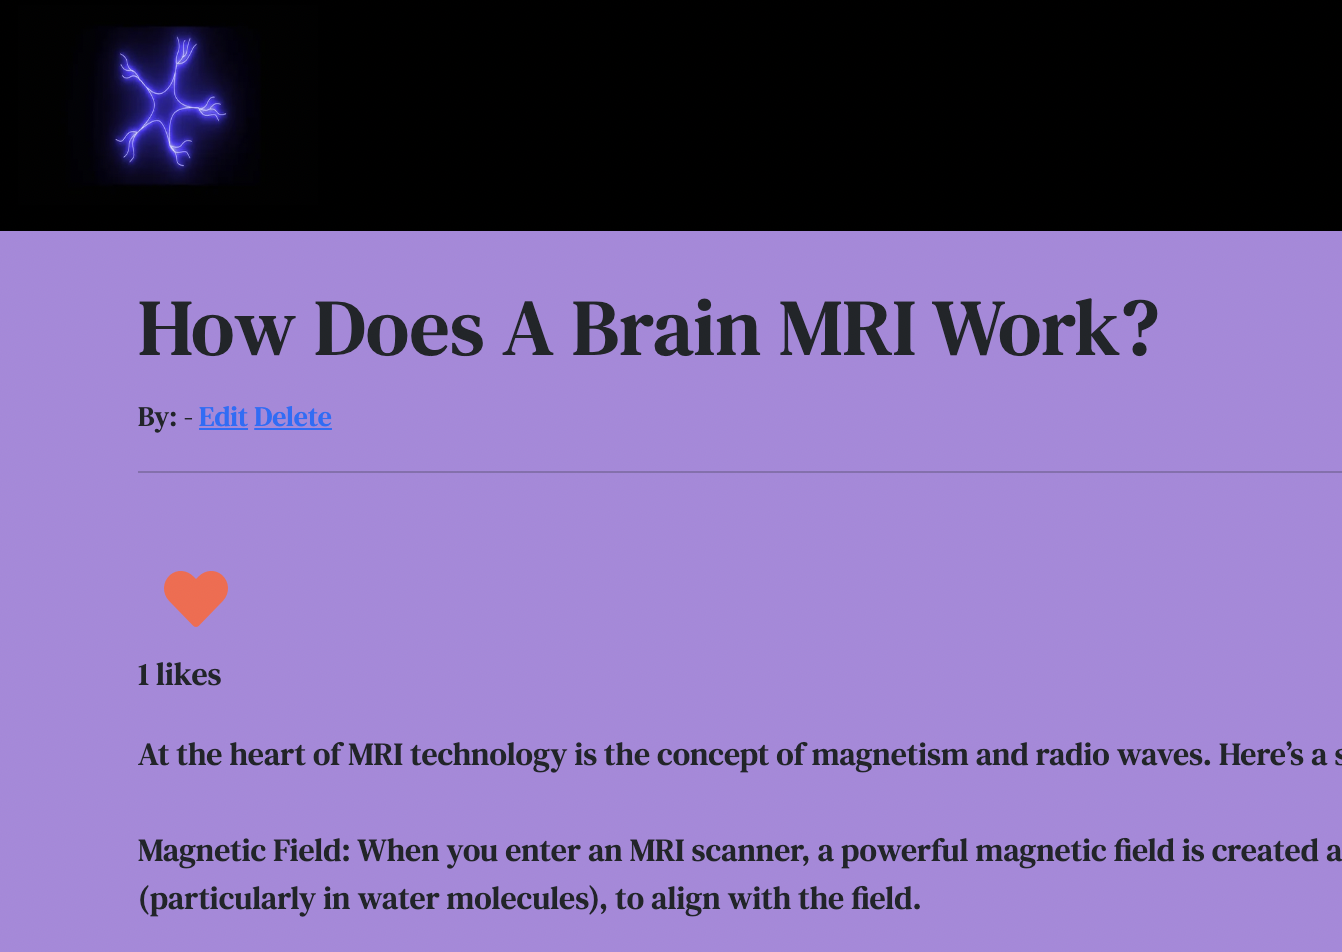 How Does A Brain MRI Work?
By: - Edit Delete
1 likes
At the heart of MRI technology is the concept of magnetism and radio waves. Here’s a s
Magnetic Field: When you enter an MRI scanner, a powerful magnetic field is created a
(particularly in water molecules), to align with the field.